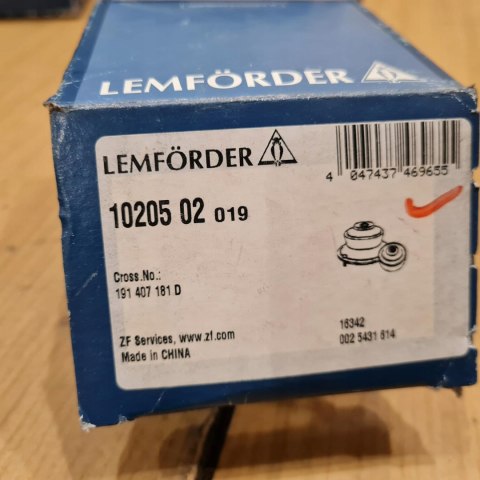 LEMFÖRDER
LEMFÖRDER
4 047437 469655
10205 02 019
Cross.No.:
191 407 181 D
ZF Services, www.zf.com
Made in CHINA
16342
002 5431 614